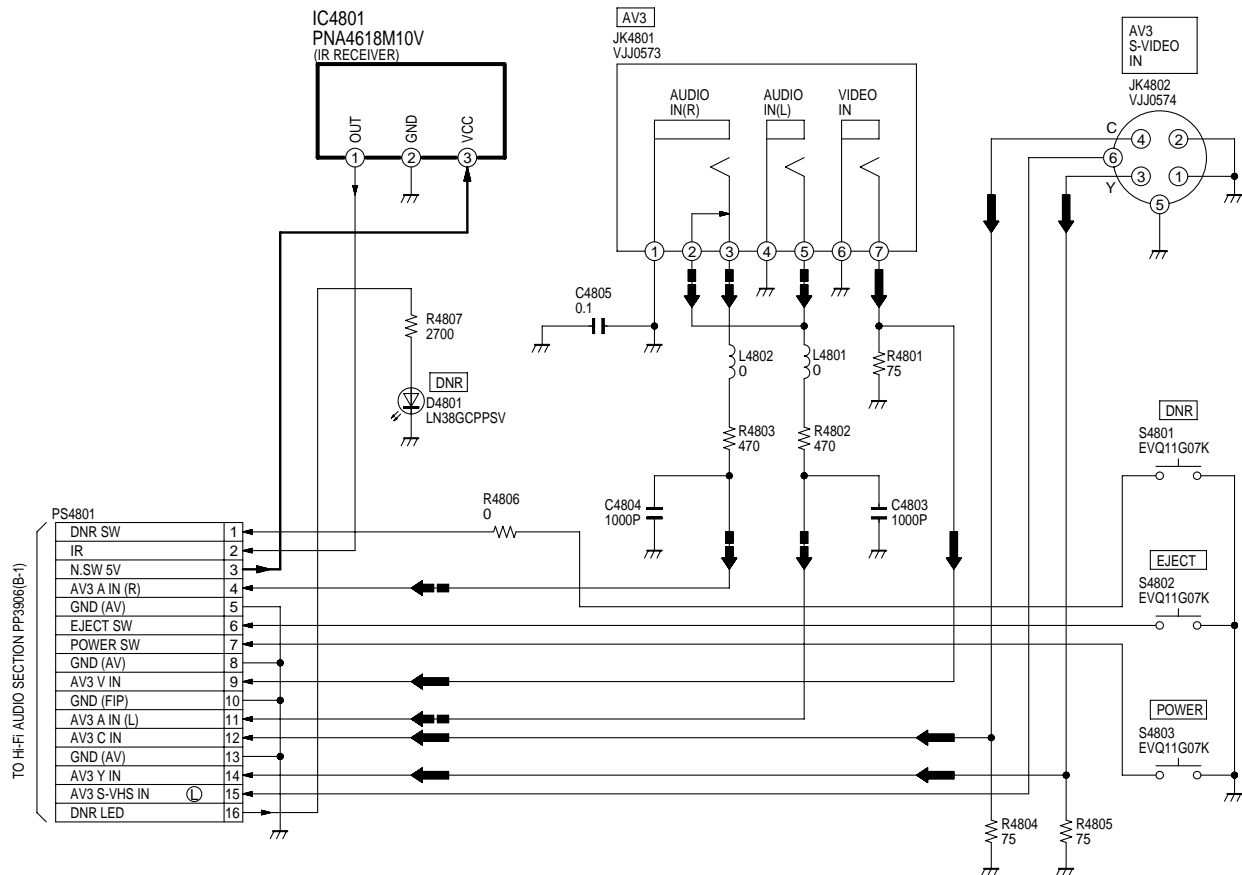 IC4801
PNA4618M10V
(IR RECEIVER)
OUT
GND
VCC
1
2
3
AV3
JK4801
VJJ0573
AUDIO
IN(R)
AUDIO
IN(L)
VIDEO
IN
1
2
3
4
5
6
7
AV3
S-VIDEO
IN
JK4802
VJJ0574
C
4
2
6
3
1
Y
5
C4805
0.1
R4807
2700
DNR
D4801
LN38GCPPSV
L4802
0
L4801
0
R4801
75
R4803
470
R4802
470
C4804
1000P
C4803
1000P
R4806
0
DNR
S4801
EVQ11G07K
EJECT
S4802
EVQ11G07K
POWER
S4803
EVQ11G07K
R4804
75
R4805
75
TO Hi-Fi AUDIO SECTION PP3906(B-1)
PS4801
DNR SW 1
IR 2
N.SW 5V 3
AV3 A IN (R) 4
GND (AV) 5
EJECT SW 6
POWER SW 7
GND (AV) 8
AV3 V IN 9
GND (FIP) 10
AV3 A IN (L) 11
AV3 C IN 12
GND (AV) 13
AV3 Y IN 14
AV3 S-VHS IN Ⓛ 15
DNR LED 16